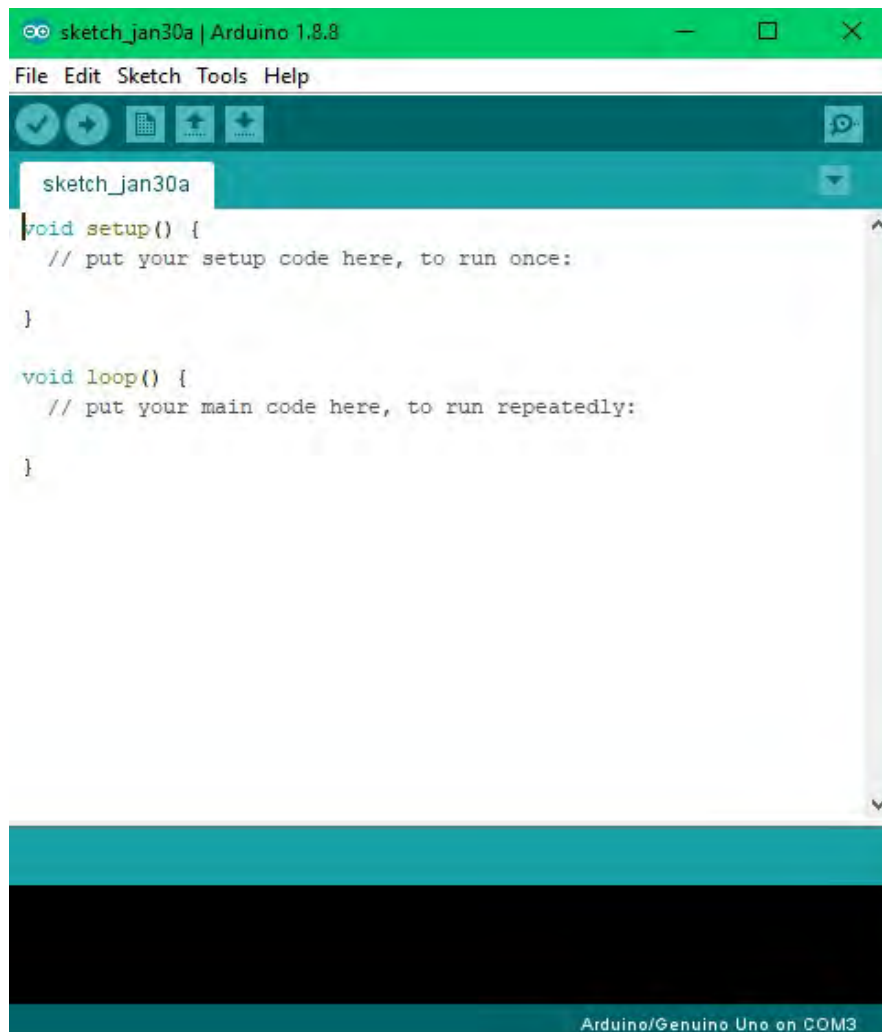 sketch_jan30a | Arduino 1.8.8
File Edit Sketch Tools Help
sketch_jan30a
void setup() {
  // put your setup code here, to run once:
}
void loop() {
  // put your main code here, to run repeatedly:
}
Arduino/Genuino Uno on COM3